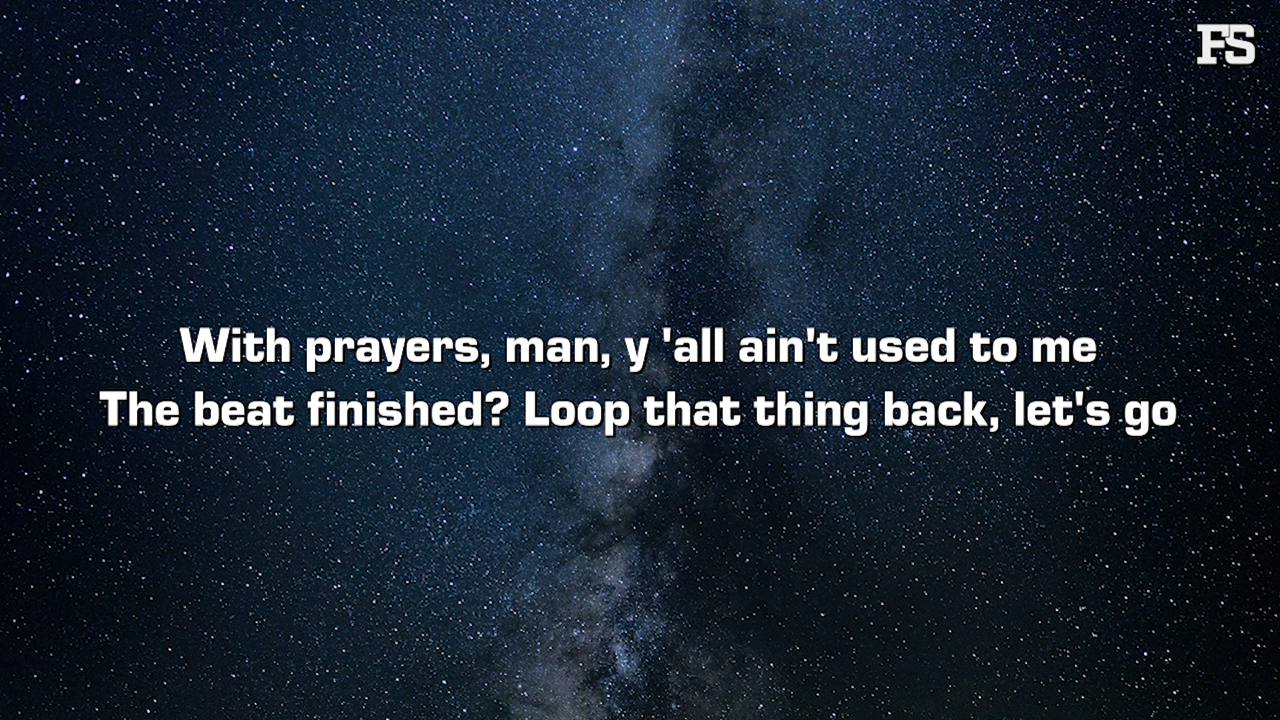 FS
With prayers, man, y 'all ain't used to me
The beat finished? Loop that thing back, let's go